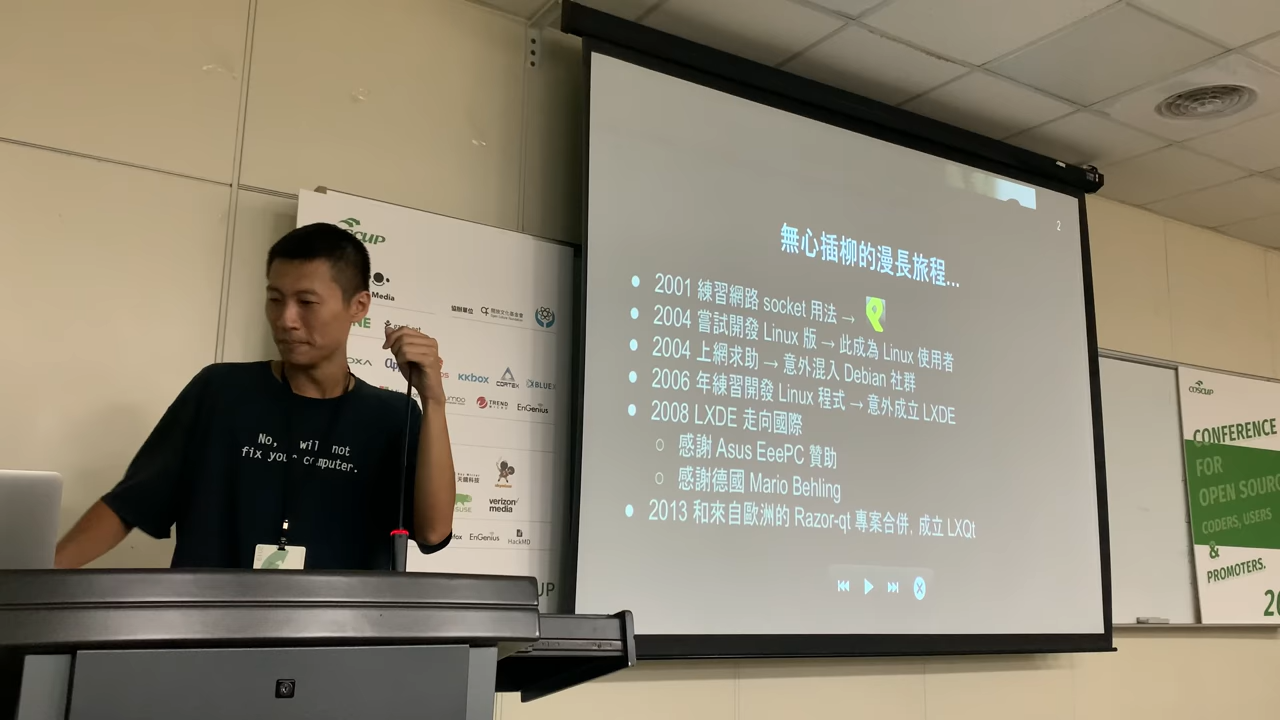 2
無心插柳的漫長旅程...
2001 練習網路 socket 用法 →
2004 嘗試開發 Linux 版 → 此成為 Linux 使用者
2004 上網求助 → 意外混入 Debian 社群
2006 年練習開發 Linux 程式 → 意外成立 LXDE
2008 LXDE 走向國際
感謝 Asus EeePC 贊助
感謝德國 Mario Behling
2013 和來自歐洲的 Razor-qt 專案合併, 成立 LXQt
No, will not
fix your computer.
Media
協辦單位
KKBOX
CORTEX
TREND MICRO
EnGenius
verizon media
EnGenius
HackMD
COSCUP
CONFERENCE
FOR
OPEN SOURC
CODERS, USERS
&
PROMOTERS.